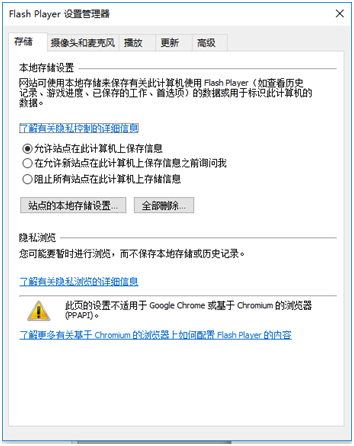 Flash Player 设置管理器
存储 摄像头和麦克风 播放 更新 高级
本地存储设置
网站可使用本地存储来保存有关此计算机使用 Flash Player（如查看历史
记录、游戏进度、已保存的工作、首选项）的数据或用于标识此计算机的
数据。
了解有关隐私控制的详细信息
允许站点在此计算机上保存信息
在允许新站点在此计算机上保存信息之前询问我
阻止所有站点在此计算机上存储信息
站点的本地存储设置... 全部删除...
隐私浏览
您可能要暂时进行浏览，而不保存本地存储或历史记录。
了解有关隐私浏览的详细信息
此页的设置不适用于 Google Chrome 或基于 Chromium 的浏览器
(PPAPI)。
了解更多有关基于 Chromium 的浏览器上如何配置 Flash Player 的内容